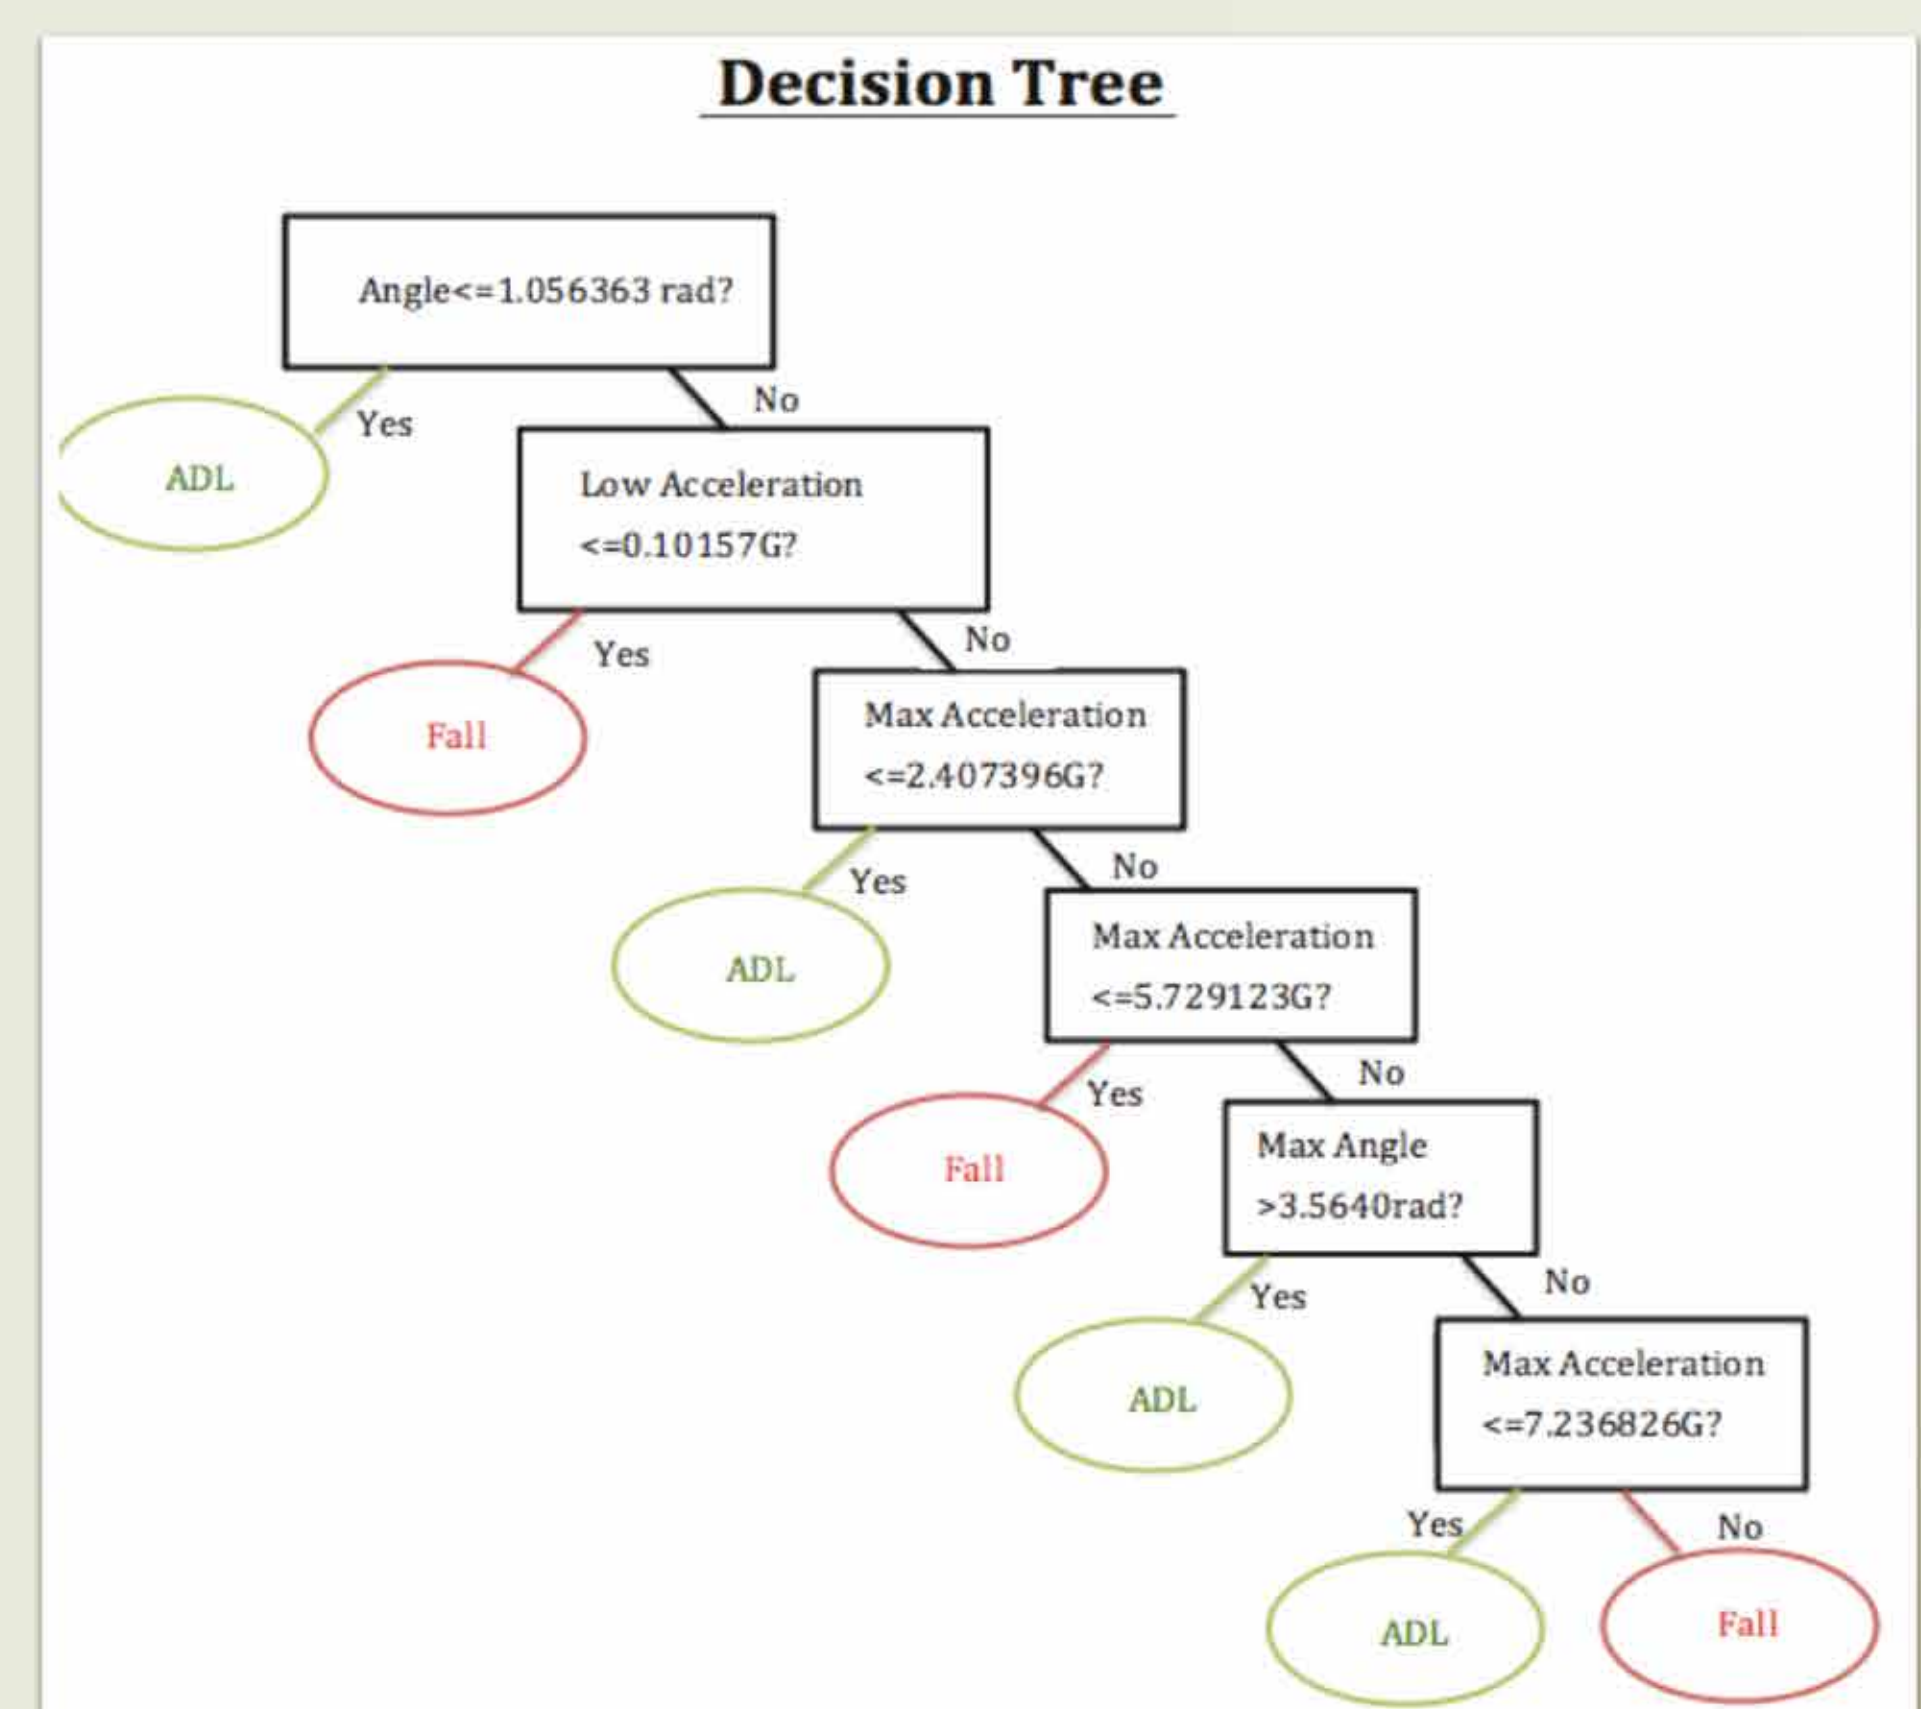 Decision Tree
Angle<=1.056363 rad?
No
Yes
ADL
Low Acceleration
<=0.10157G?
No
Yes
Fall
Max Acceleration
<=2.407396G?
No
Yes
ADL
Max Acceleration
<=5.729123G?
No
Yes
Fall
Max Angle
>3.5640rad?
No
Yes
ADL
Max Acceleration
<=7.236826G?
Yes
No
ADL
Fall